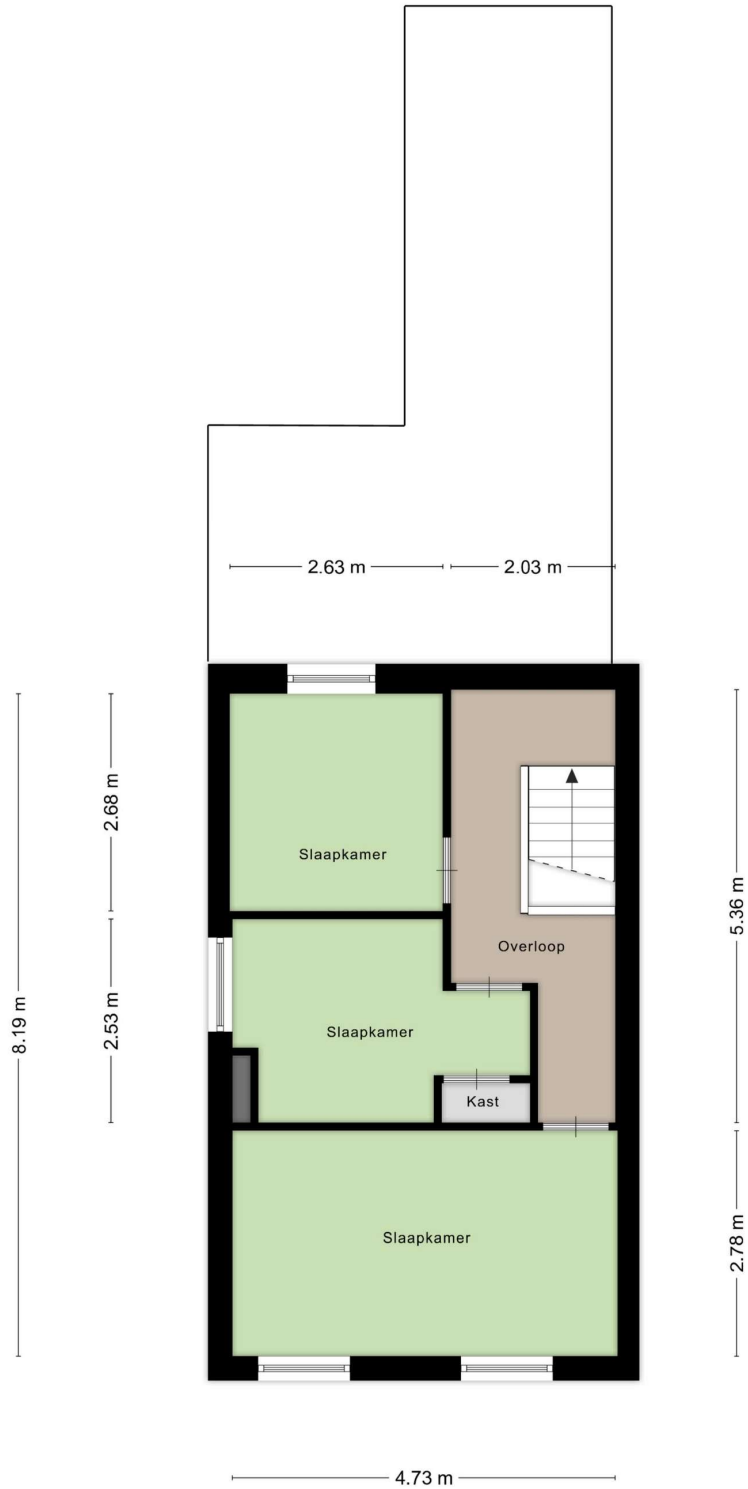 2.63 m
2.03 m
2.68 m
Slaapkamer
5.36 m
Overloop
8.19 m
2.53 m
Slaapkamer
Kast
Slaapkamer
2.78 m
4.73 m